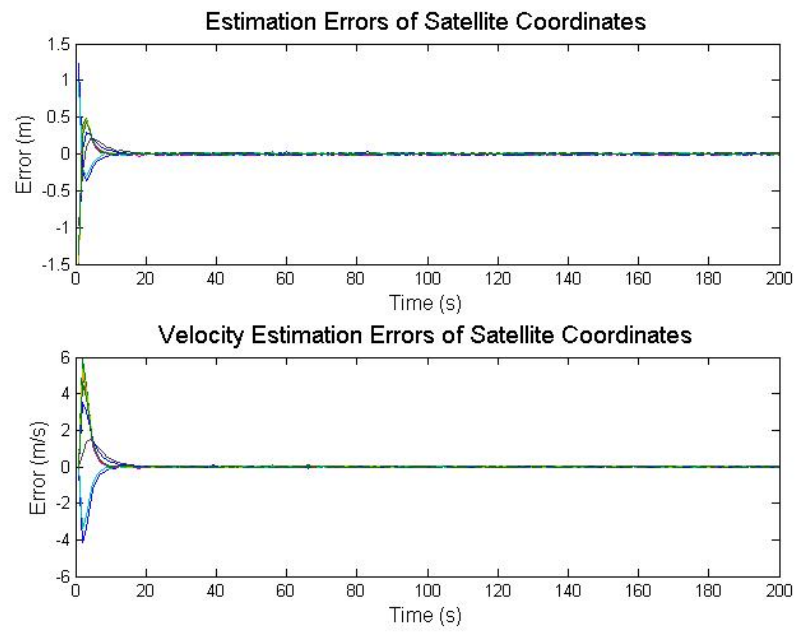 Estimation Errors of Satellite Coordinates
1.5
1
0.5
0
-0.5
-1
-1.5
Error (m)
0 20 40 60 80 100 120 140 160 180 200
Time (s)
Velocity Estimation Errors of Satellite Coordinates
6
4
2
0
-2
-4
-6
Error (m/s)
0 20 40 60 80 100 120 140 160 180 200
Time (s)